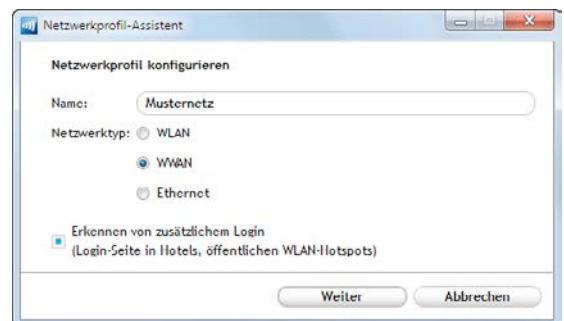 Netzwerkprofil-Assistent
Netzwerkprofil konfigurieren
Name: Musternetz
Netzwerktyp: WLAN
WWAN
Ethernet
Erkennen von zusätzlichem Login
(Login-Seite in Hotels, öffentlichen WLAN-Hotspots)
Weiter Abbrechen